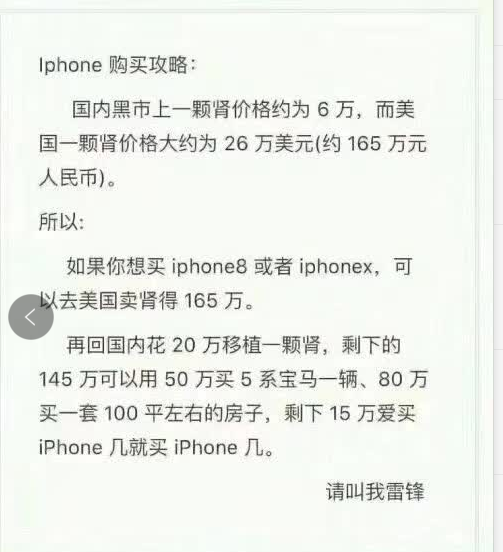 Iphone 购买攻略：
国内黑市上一颗肾价格约为 6 万，而美
国一颗肾价格大约为 26 万美元(约 165 万元
人民币)。
所以:
如果你想买 iphone8 或者 iphonex，可
以去美国卖肾得 165 万。
再回国内花 20 万移植一颗肾，剩下的
145 万可以用 50 万买 5 系宝马一辆、80 万
买一套 100 平左右的房子，剩下 15 万爱买
iPhone 几就买 iPhone 几。
请叫我雷锋